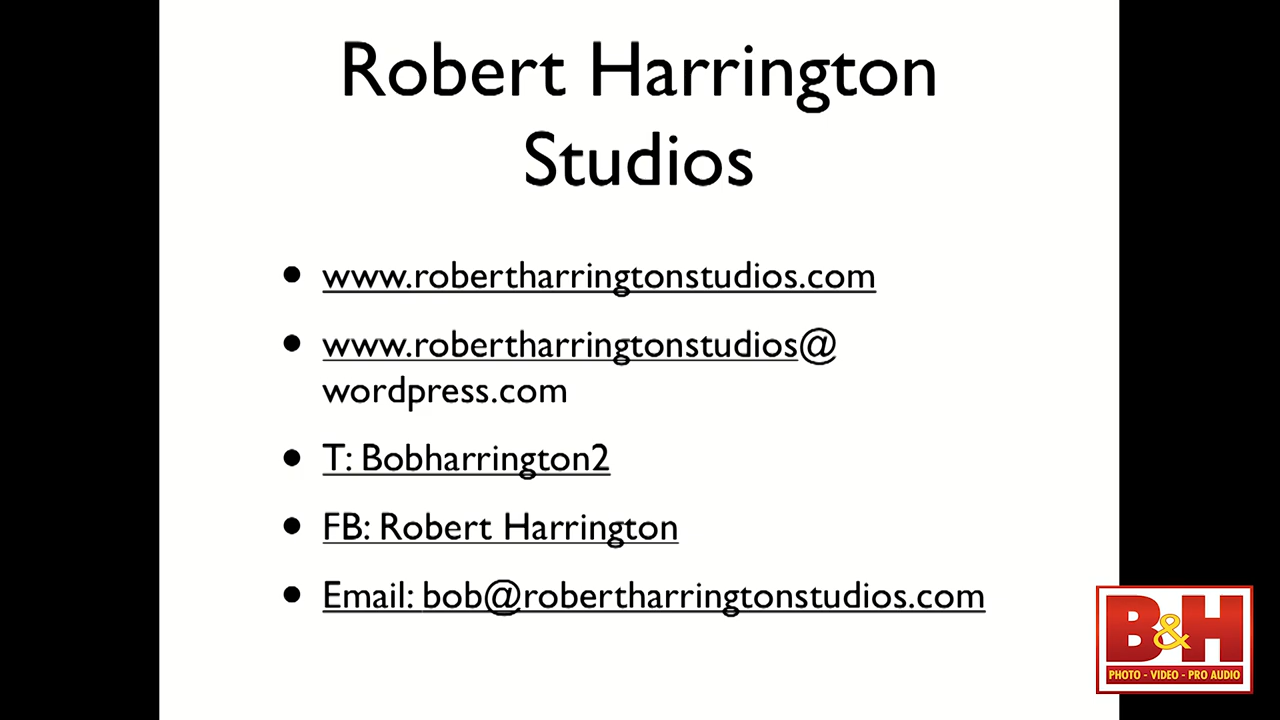 Robert Harrington
Studios
• www.robertharringtonstudios.com
• www.robertharringtonstudios@
wordpress.com
• T: Bobharrington2
• FB: Robert Harrington
• Email: bob@robertharringtonstudios.com
B&H
PHOTO - VIDEO - PRO AUDIO